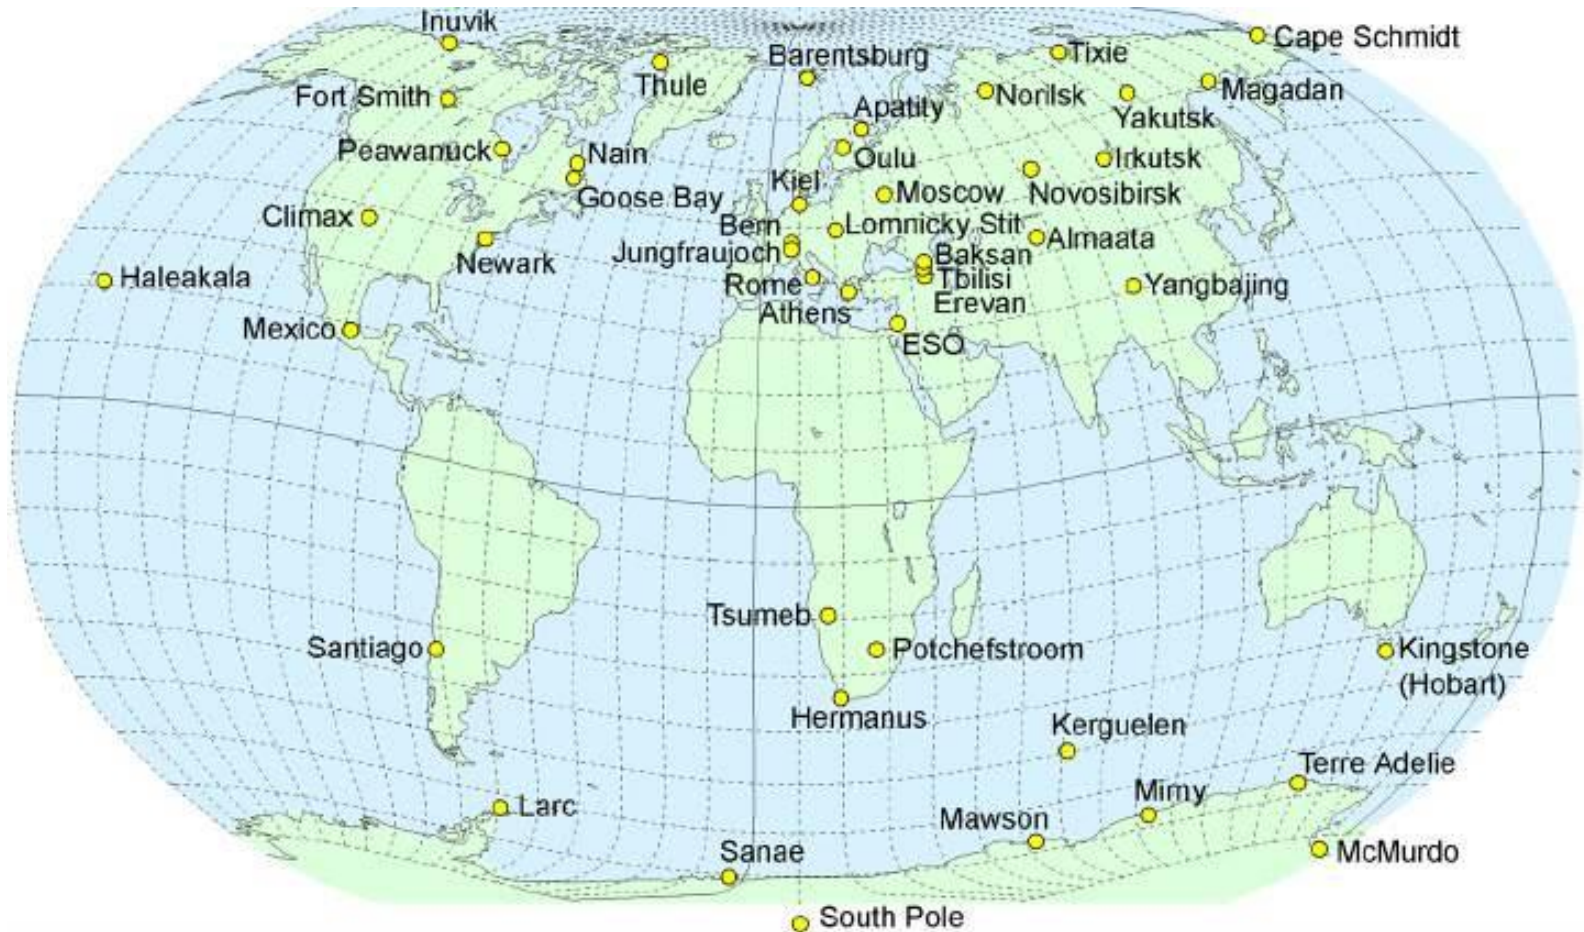 Inuvik
Cape Schmidt
Barentsburg
Tixie
Thule
Fort Smith
Norilsk
Magadan
Apatity
Yakutsk
Peawanuck
Nain
Oulu
Irkutsk
Kiel
Moscow
Novosibirsk
Goose Bay
Climax
Bern
Lomnicky Stit
Almaata
Jungfraujoch
Baksan
Newark
Haleakala
Rome
Tbilisi
Yangbajing
Erevan
Athens
Mexico
ESO
Tsumeb
Santiago
Potchefstroom
Kingstone
(Hobart)
Hermanus
Kerguelen
Terre Adelie
Mirny
Larc
Mawson
Sanae
McMurdo
South Pole